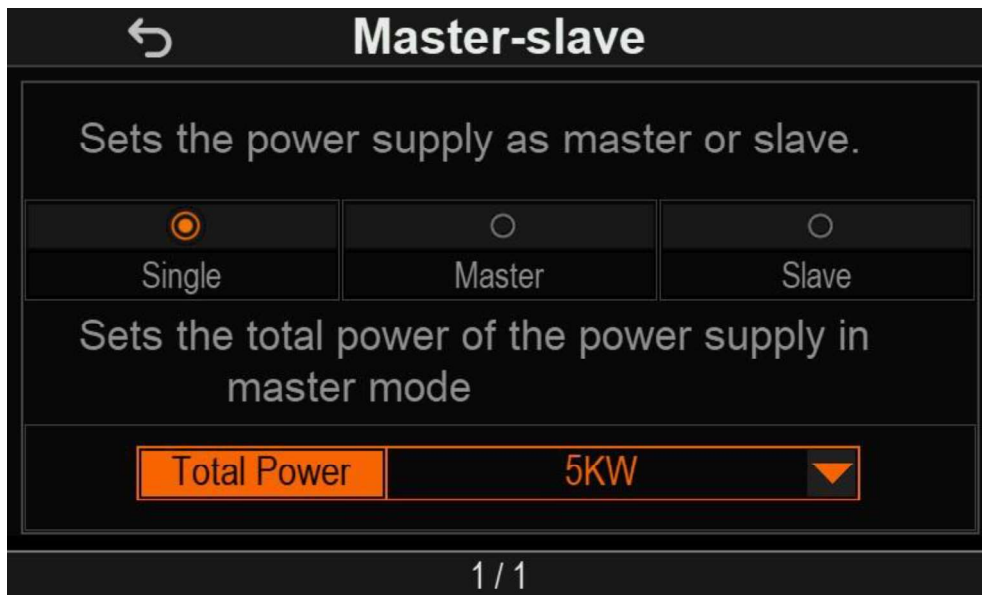 Master-slave
Sets the power supply as master or slave.
Single Master Slave
Sets the total power of the power supply in
master mode
Total Power 5KW
1 / 1